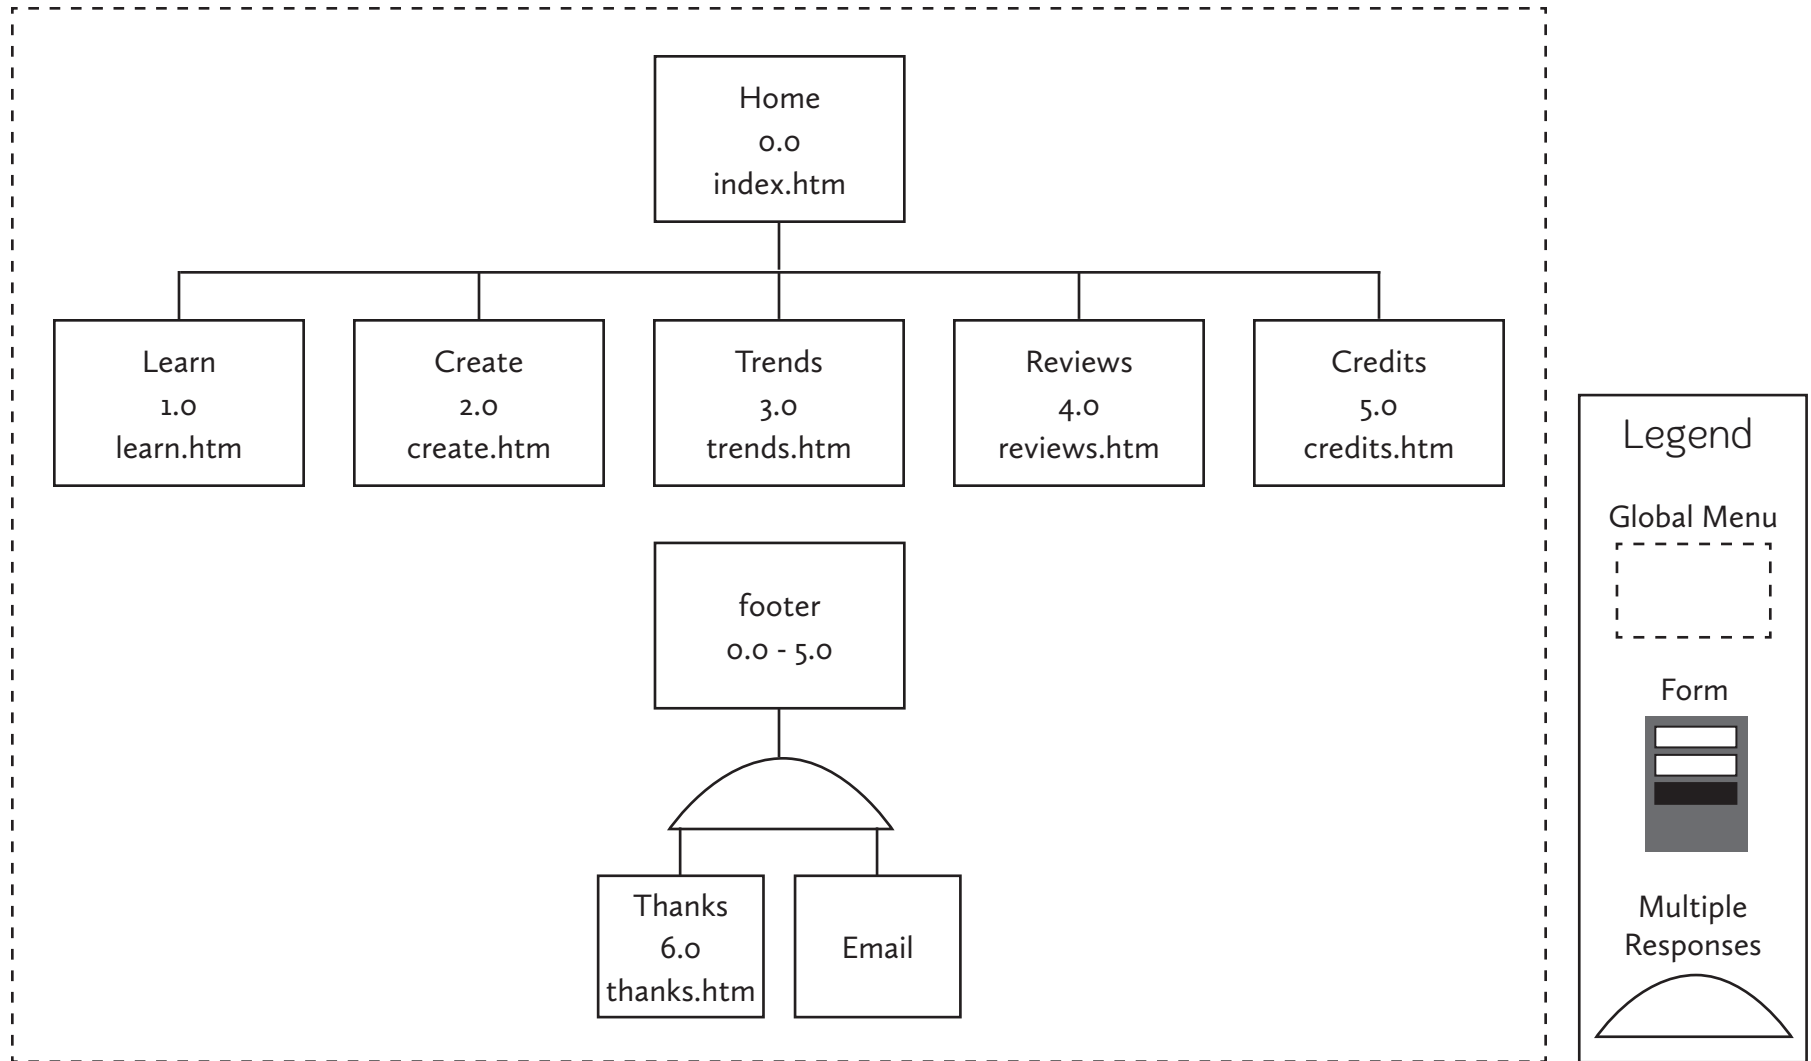 Home
0.0
index.htm
Learn
1.0
learn.htm
Create
2.0
create.htm
Trends
3.0
trends.htm
Reviews
4.0
reviews.htm
Credits
5.0
credits.htm
footer
0.0 - 5.0
Thanks
6.0
thanks.htm
Email
Legend
Global Menu
Form
Multiple
Responses